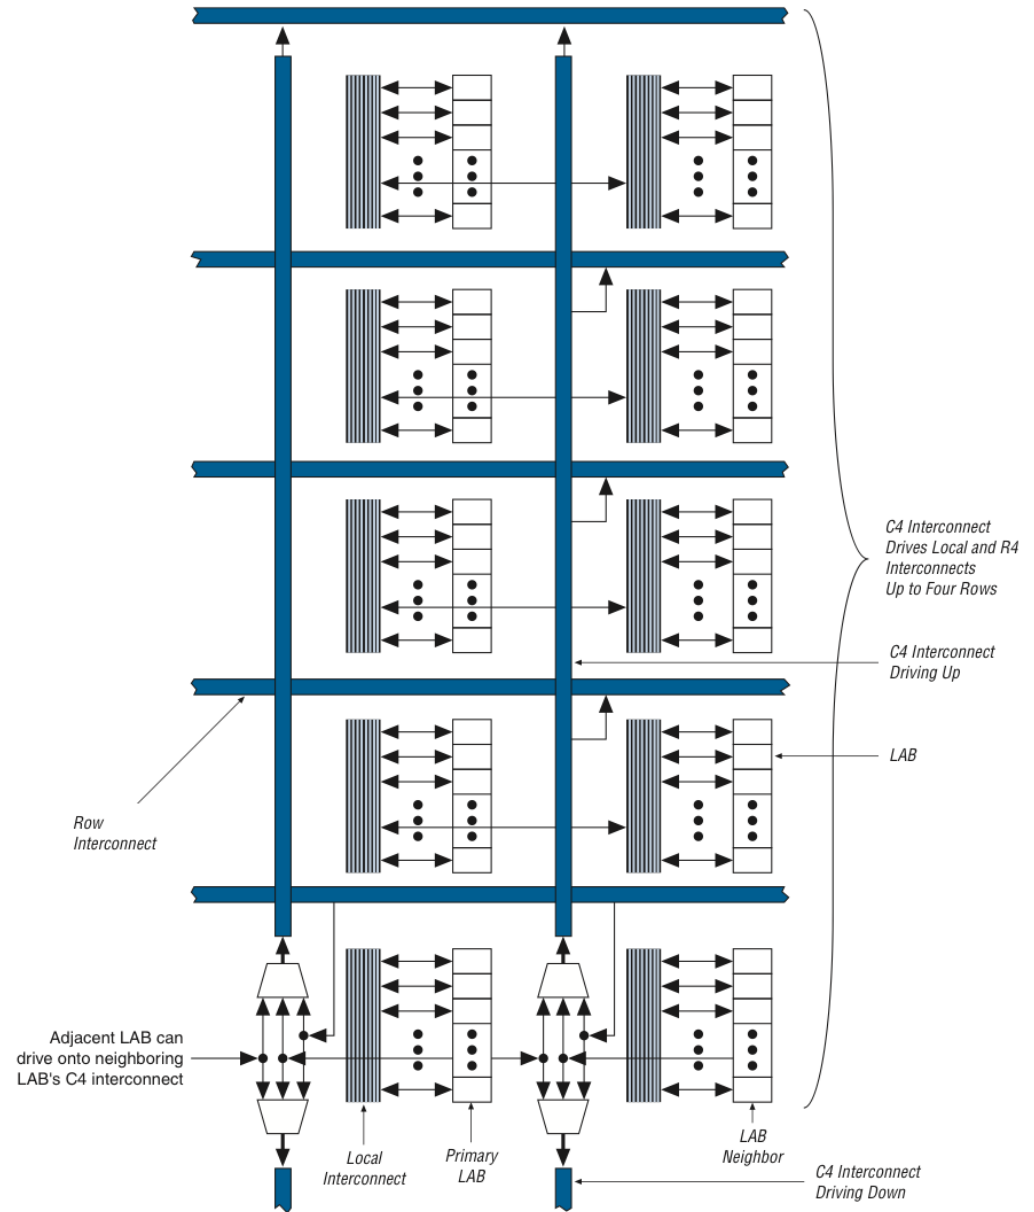 C4 Interconnect
Drives Local and R4
Interconnects
Up to Four Rows
C4 Interconnect
Driving Up
LAB
Row
Interconnect
Adjacent LAB can
drive onto neighboring
LAB's C4 interconnect
Local
Interconnect
Primary
LAB
LAB
Neighbor
C4 Interconnect
Driving Down